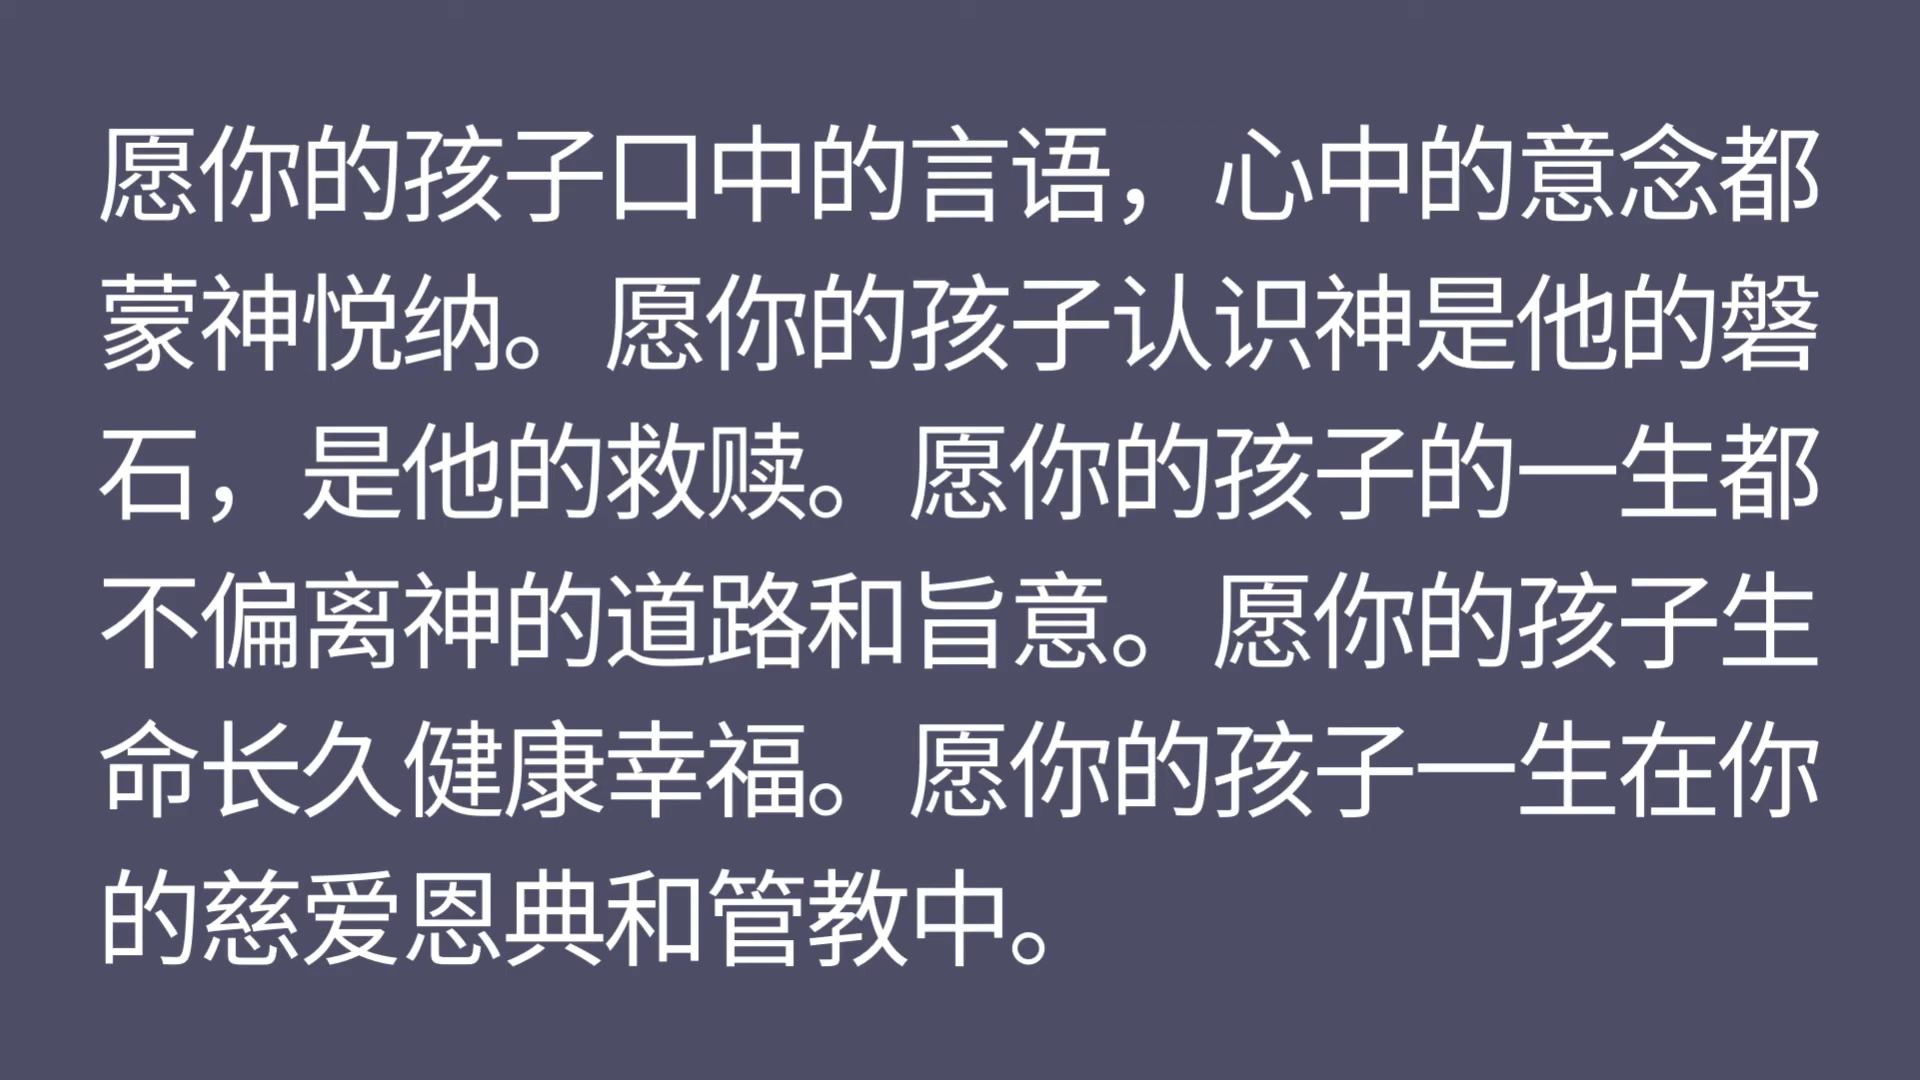 愿你的孩子口中的言语，心中的意念都
蒙神悦纳。愿你的孩子认识神是他的磐
石，是他的救赎。愿你的孩子的一生都
不偏离神的道路和旨意。愿你的孩子生
命长久健康幸福。愿你的孩子一生在你
的慈爱恩典和管教中。